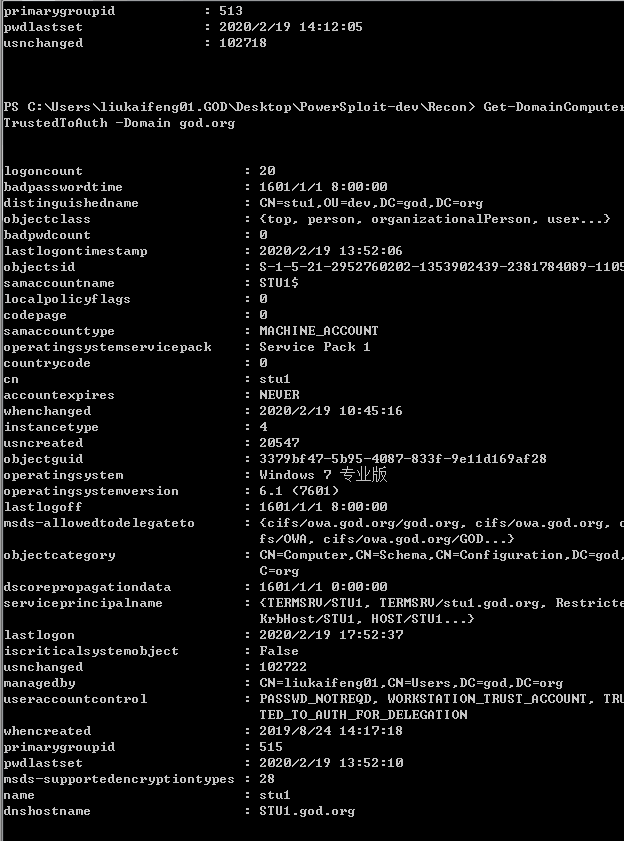 primarygroupid : 513
pwdlastset : 2020/2/19 14:12:05
usnchanged : 102718
PS C:\Users\liukaifeng01.GOD\Desktop\PowerSploit-dev\Recon> Get-DomainComputer
TrustedToAuth -Domain god.org
logoncount : 20
badpasswordtime : 1601/1/1 8:00:00
distinguishedname : CN=stu1,OU=dev,DC=god,DC=org
objectclass : {top, person, organizationalPerson, user...}
badpwdcount : 0
lastlogontimestamp : 2020/2/19 13:52:06
objectsid : S-1-5-21-2952760202-1353902439-2381784089-1105
samaccountname : STU1$
localpolicyflags : 0
codepage : 0
samaccounttype : MACHINE_ACCOUNT
operatingsystemservicepack : Service Pack 1
countrycode : 0
cn : stu1
accountexpires : NEVER
whenchanged : 2020/2/19 10:45:16
instancetype : 4
usncreated : 20547
objectguid : 3379bf47-5b95-4087-833f-9e11d169af28
operatingsystem : Windows 7 专业版
operatingsystemversion : 6.1 (7601)
lastlogoff : 1601/1/1 8:00:00
msds-allowedtodelegateto : {cifs/owa.god.org/god.org, cifs/owa.god.org, c
fs/OWA, cifs/owa.god.org/GOD...}
objectcategory : CN=Computer,CN=Schema,CN=Configuration,DC=god,
C=org
dscorepropagationdata : 1601/1/1 0:00:00
serviceprincipalname : {TERMSRV/STU1, TERMSRV/stu1.god.org, Restricte
KrbHost/STU1, HOST/STU1...}
lastlogon : 2020/2/19 17:52:37
iscriticalsystemobject : False
usnchanged : 102722
managedby : CN=liukaifeng01,CN=Users,DC=god,DC=org
useraccountcontrol : PASSWD_NOTREQD, WORKSTATION_TRUST_ACCOUNT, TRU
TED_TO_AUTH_FOR_DELEGATION
whencreated : 2019/8/24 14:17:18
primarygroupid : 515
pwdlastset : 2020/2/19 13:52:10
msds-supportedencryptiontypes : 28
name : stu1
dnshostname : STU1.god.org